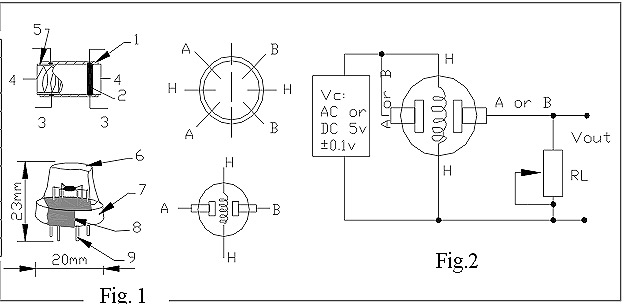 5
1
4
4
2
3
3
A
B
H
H
A
B
6
7
8
9
23mm
20mm
H
A
B
H
Fig. 1
H
A or B
Vc:
AC or
DC 5v
±0.1v
A or B
Vout
H
RL
Fig.2